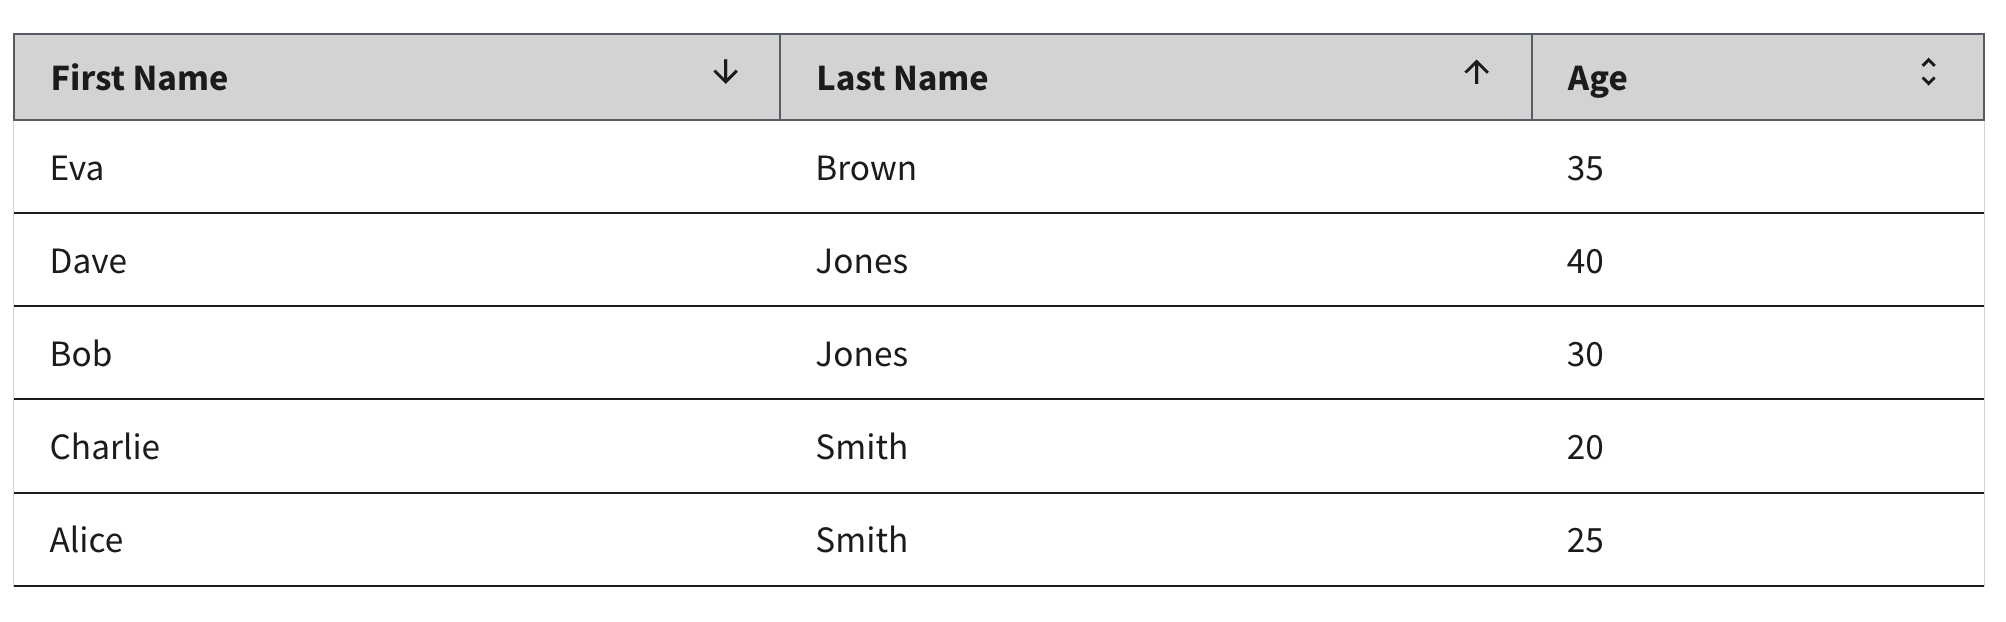 First Name Last Name Age
Eva Brown 35
Dave Jones 40
Bob Jones 30
Charlie Smith 20
Alice Smith 25